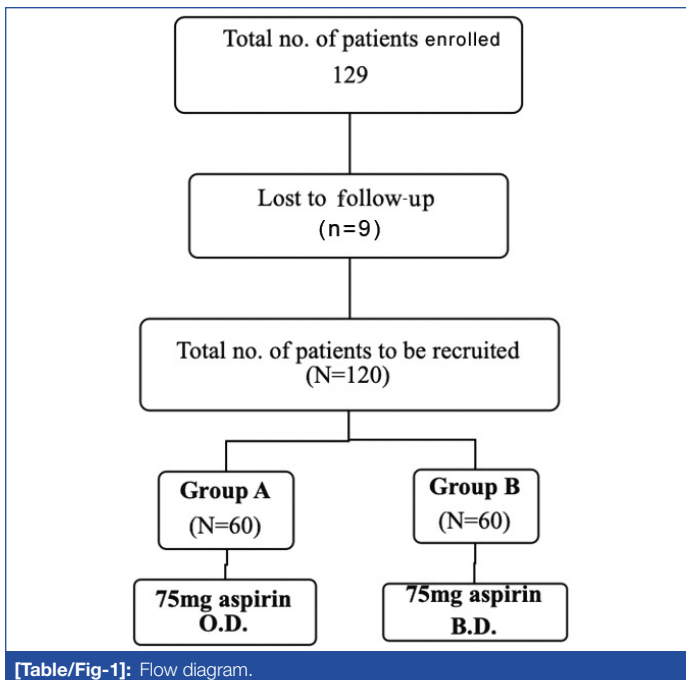 Total no. of patients enrolled
129
Lost to follow-up
(n=9)
Total no. of patients to be recruited
(N=120)
Group A
(N=60)
Group B
(N=60)
75mg aspirin
O.D.
75mg aspirin
B.D.
[Table/Fig-1]: Flow diagram.